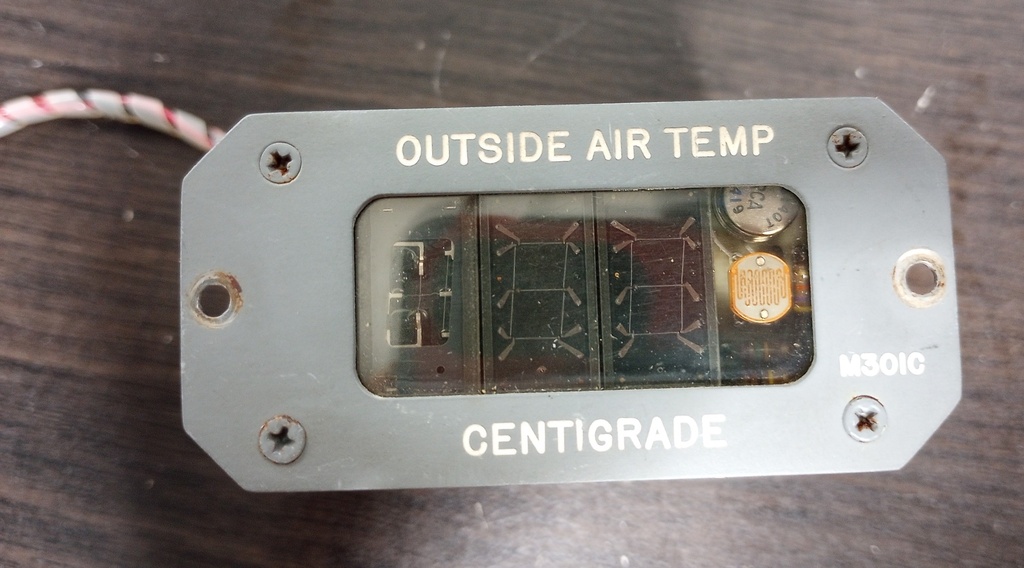 OUTSIDE AIR TEMP
M301C
CENTIGRADE